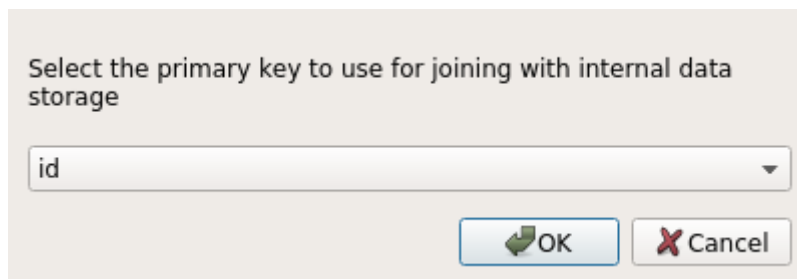 Select the primary key to use for joining with internal data
storage
id
OK
Cancel